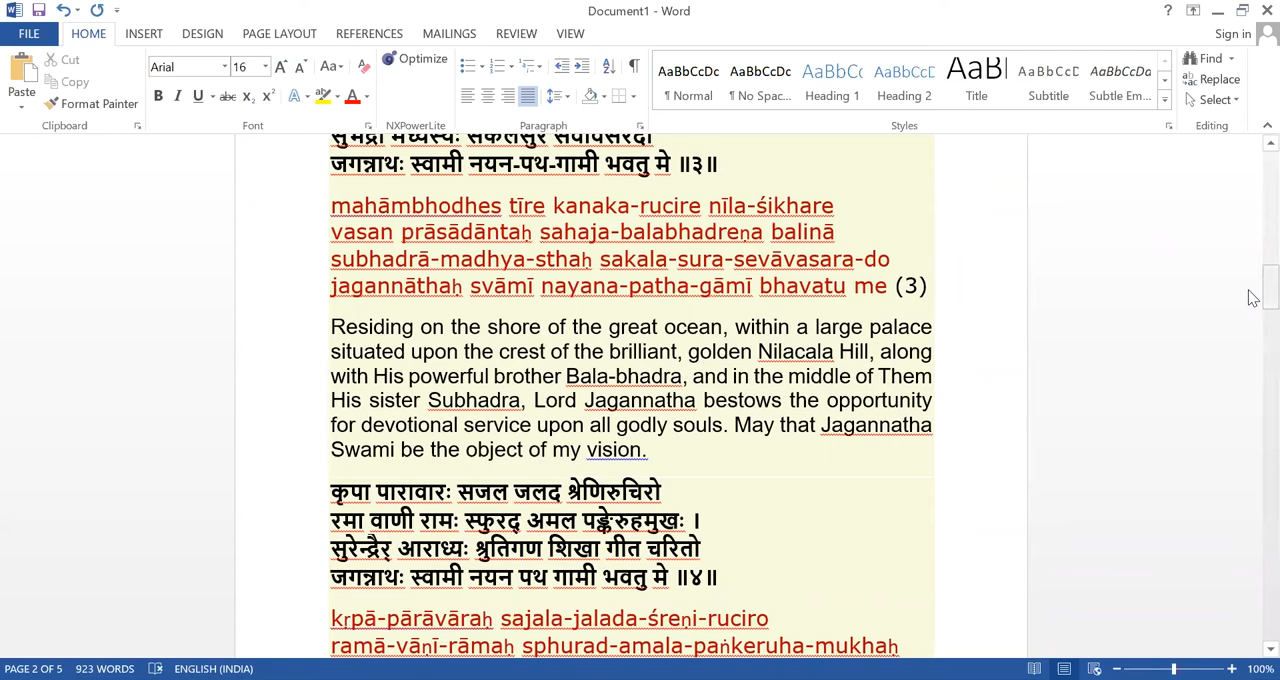 Document1 - Word
? 
FILE HOME INSERT DESIGN PAGE LAYOUT REFERENCES MAILINGS REVIEW VIEW Sign in
Paste Cut Copy Format Painter Clipboard
Arial 16 Aa B I U abc X₂ X² A A Font
Optimize NXPowerLite
Paragraph
AaBbCcDc AaBbCcDc AaBbCc AaBbCc AaB AaBbCcD AaBbCcDa
¶ Normal ¶ No Spac... Heading 1 Heading 2 Title Subtitle Subtle Em...
Styles
Find Replace Select Editing
जगन्नाथः स्वामी नयन-पथ-गामी भवतु मे ॥३॥
mahāmbhodhes tīre kanaka-rucire nīla-śikhare
vasan prāsādāntaḥ sahaja-balabhadreṇa balinā
subhadrā-madhya-sthaḥ sakala-sura-sevāvasara-do
jagannāthaḥ svāmī nayana-patha-gāmī bhavatu me (3)
Residing on the shore of the great ocean, within a large palace
situated upon the crest of the brilliant, golden Nilacala Hill, along
with His powerful brother Bala-bhadra, and in the middle of Them
His sister Subhadra, Lord Jagannatha bestows the opportunity
for devotional service upon all godly souls. May that Jagannatha
Swami be the object of my vision.
कृपा पारावारः सजल जलद श्रेणिरुचिरो
रमा वाणी रामः स्फुरद् अमल पङ्केरुहमुखः ।
सुरेन्द्रैर् आराध्यः श्रुतिगण शिखा गीत चरितो
जगन्नाथः स्वामी नयन पथ गामी भवतु मे ॥४॥
kṛpā-pārāvāraḥ sajala-jalada-śreṇi-ruciro
ramā-vāṇī-rāmaḥ sphurad-amala-paṅkeruha-mukhaḥ
PAGE 2 OF 5 923 WORDS ENGLISH (INDIA) 100%